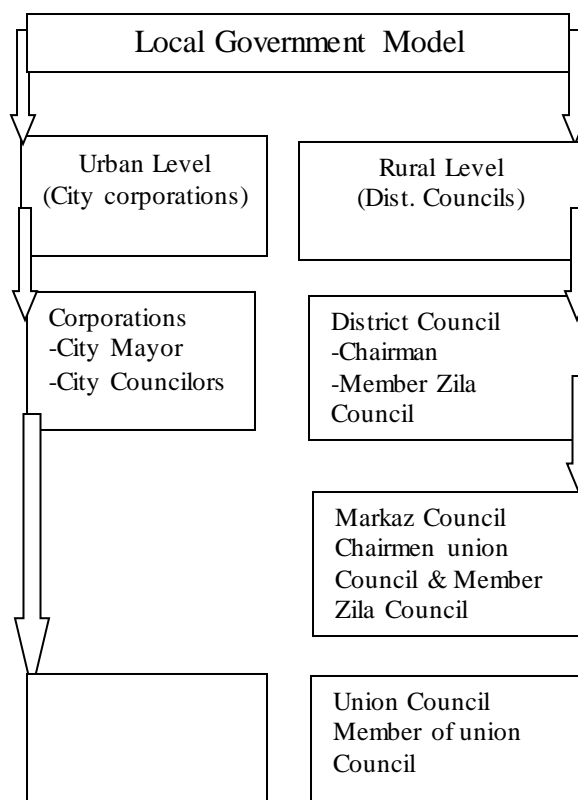 Local Government Model
Urban Level
(City corporations)
Rural Level
(Dist. Councils)
Corporations
-City Mayor
-City Councilors
District Council
-Chairman
-Member Zila
Council
Markaz Council
Chairmen union
Council & Member
Zila Council
Union Council
Member of union
Council